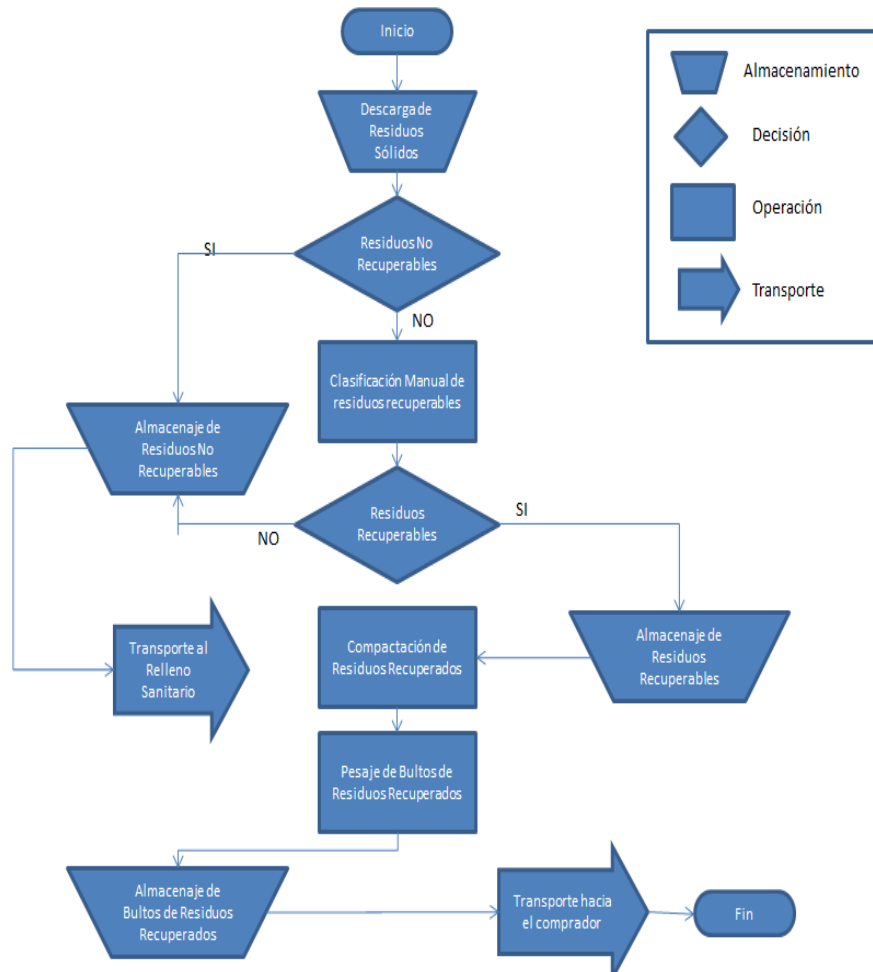 Inicio
Descarga de
Residuos
Sólidos
Residuos No
Recuperables
SI
NO
Clasificación Manual de
residuos recuperables
Almacenaje de
Residuos No
Recuperables
Residuos
Recuperables
NO
SI
Transporte al
Relleno
Sanitario
Compactación de
Residuos Recuperados
Almacenaje de
Residuos
Recuperables
Pesaje de Bultos de
Residuos Recuperados
Almacenaje de
Bultos de Residuos
Recuperados
Transporte hacia
el comprador
Fin
Almacenamiento
Decisión
Operación
Transporte